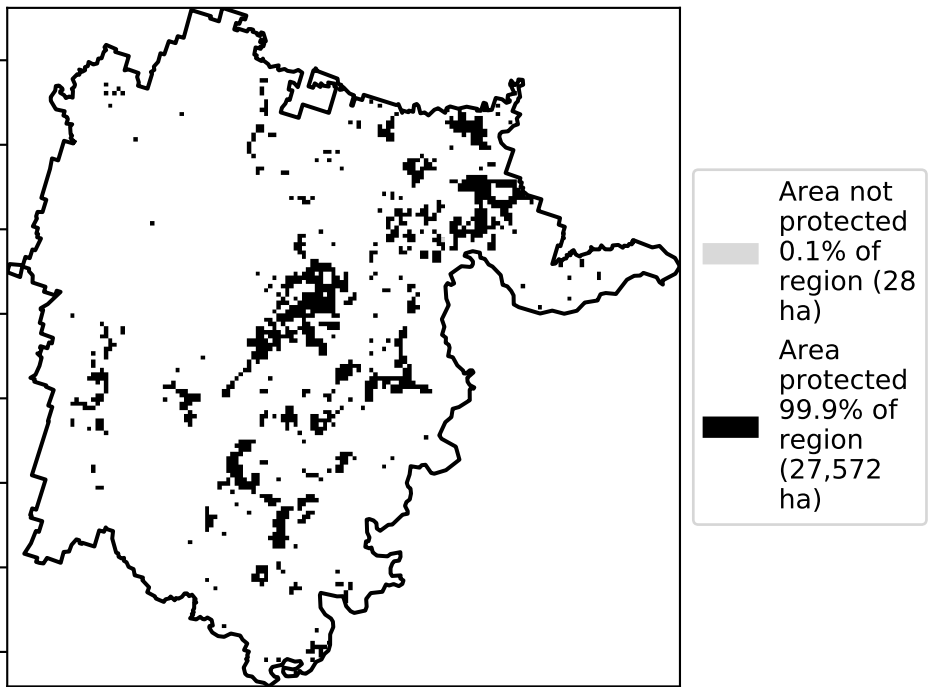 Area not
protected
0.1% of
region (28
ha)
Area
protected
99.9% of
region
(27,572
ha)